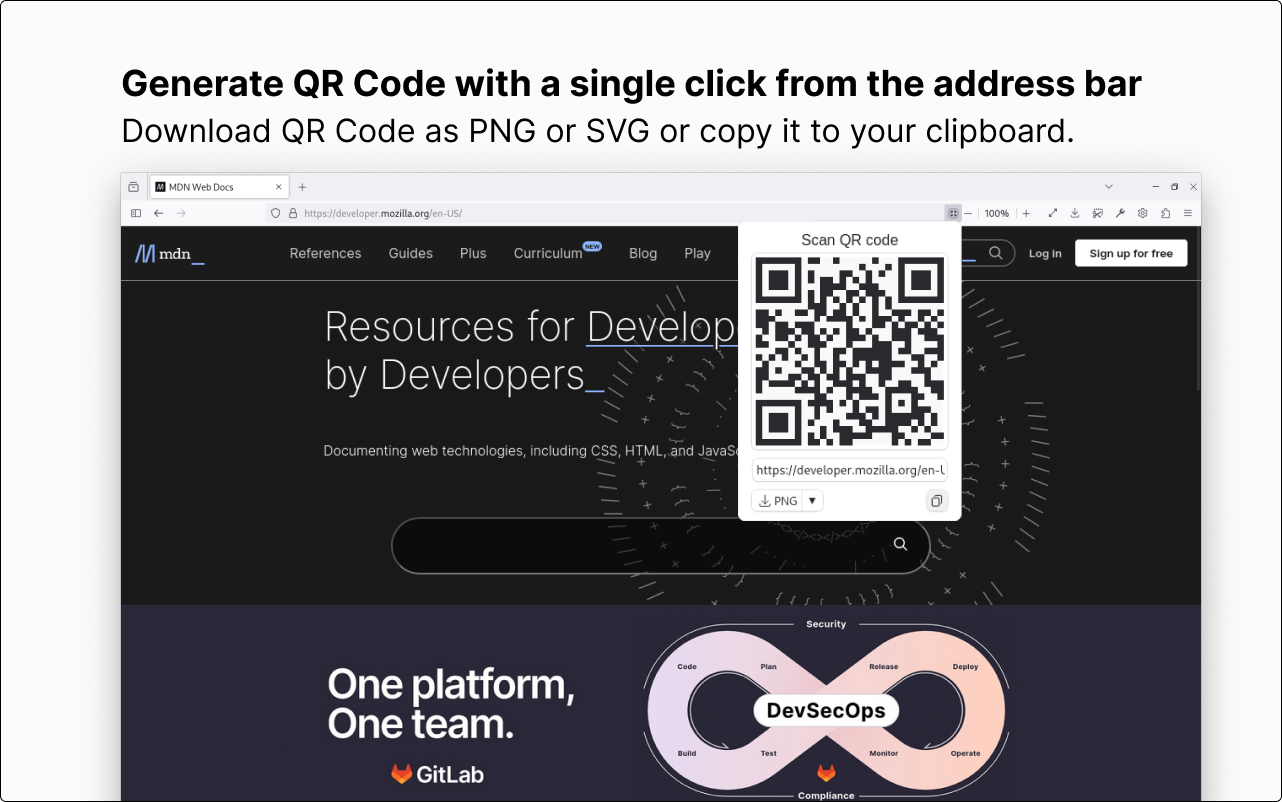 Generate QR Code with a single click from the address bar
Download QR Code as PNG or SVG or copy it to your clipboard.
MDN Web Docs
https://developer.mozilla.org/en-US/
100%
mdn_
References Guides Plus Curriculum NEW Blog Play
Log in Sign up for free
Scan QR code
https://developer.mozilla.org/en-U
PNG
Resources for Develop
by Developers_
Documenting web technologies, including CSS, HTML, and JavaSc
One platform,
One team.
GitLab
Security
Code Plan Release Deploy
DevSecOps
Build Test Monitor Operate
Compliance